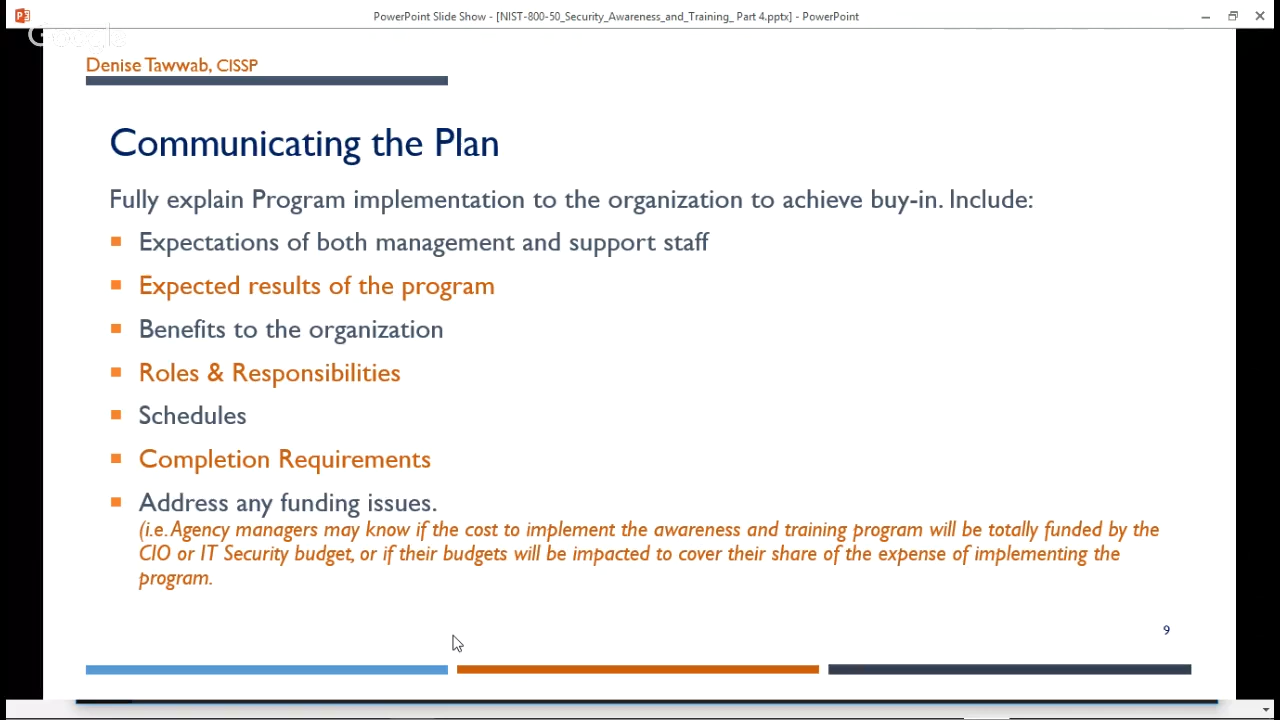 PowerPoint Slide Show - [NIST-800-50_Security_Awareness_and_Training_ Part 4.pptx] - PowerPoint
Google
Denise Tawwab, CISSP
Communicating the Plan
Fully explain Program implementation to the organization to achieve buy-in. Include:
Expectations of both management and support staff
Expected results of the program
Benefits to the organization
Roles & Responsibilities
Schedules
Completion Requirements
Address any funding issues.
(i.e. Agency managers may know if the cost to implement the awareness and training program will be totally funded by the
CIO or IT Security budget, or if their budgets will be impacted to cover their share of the expense of implementing the
program.
9